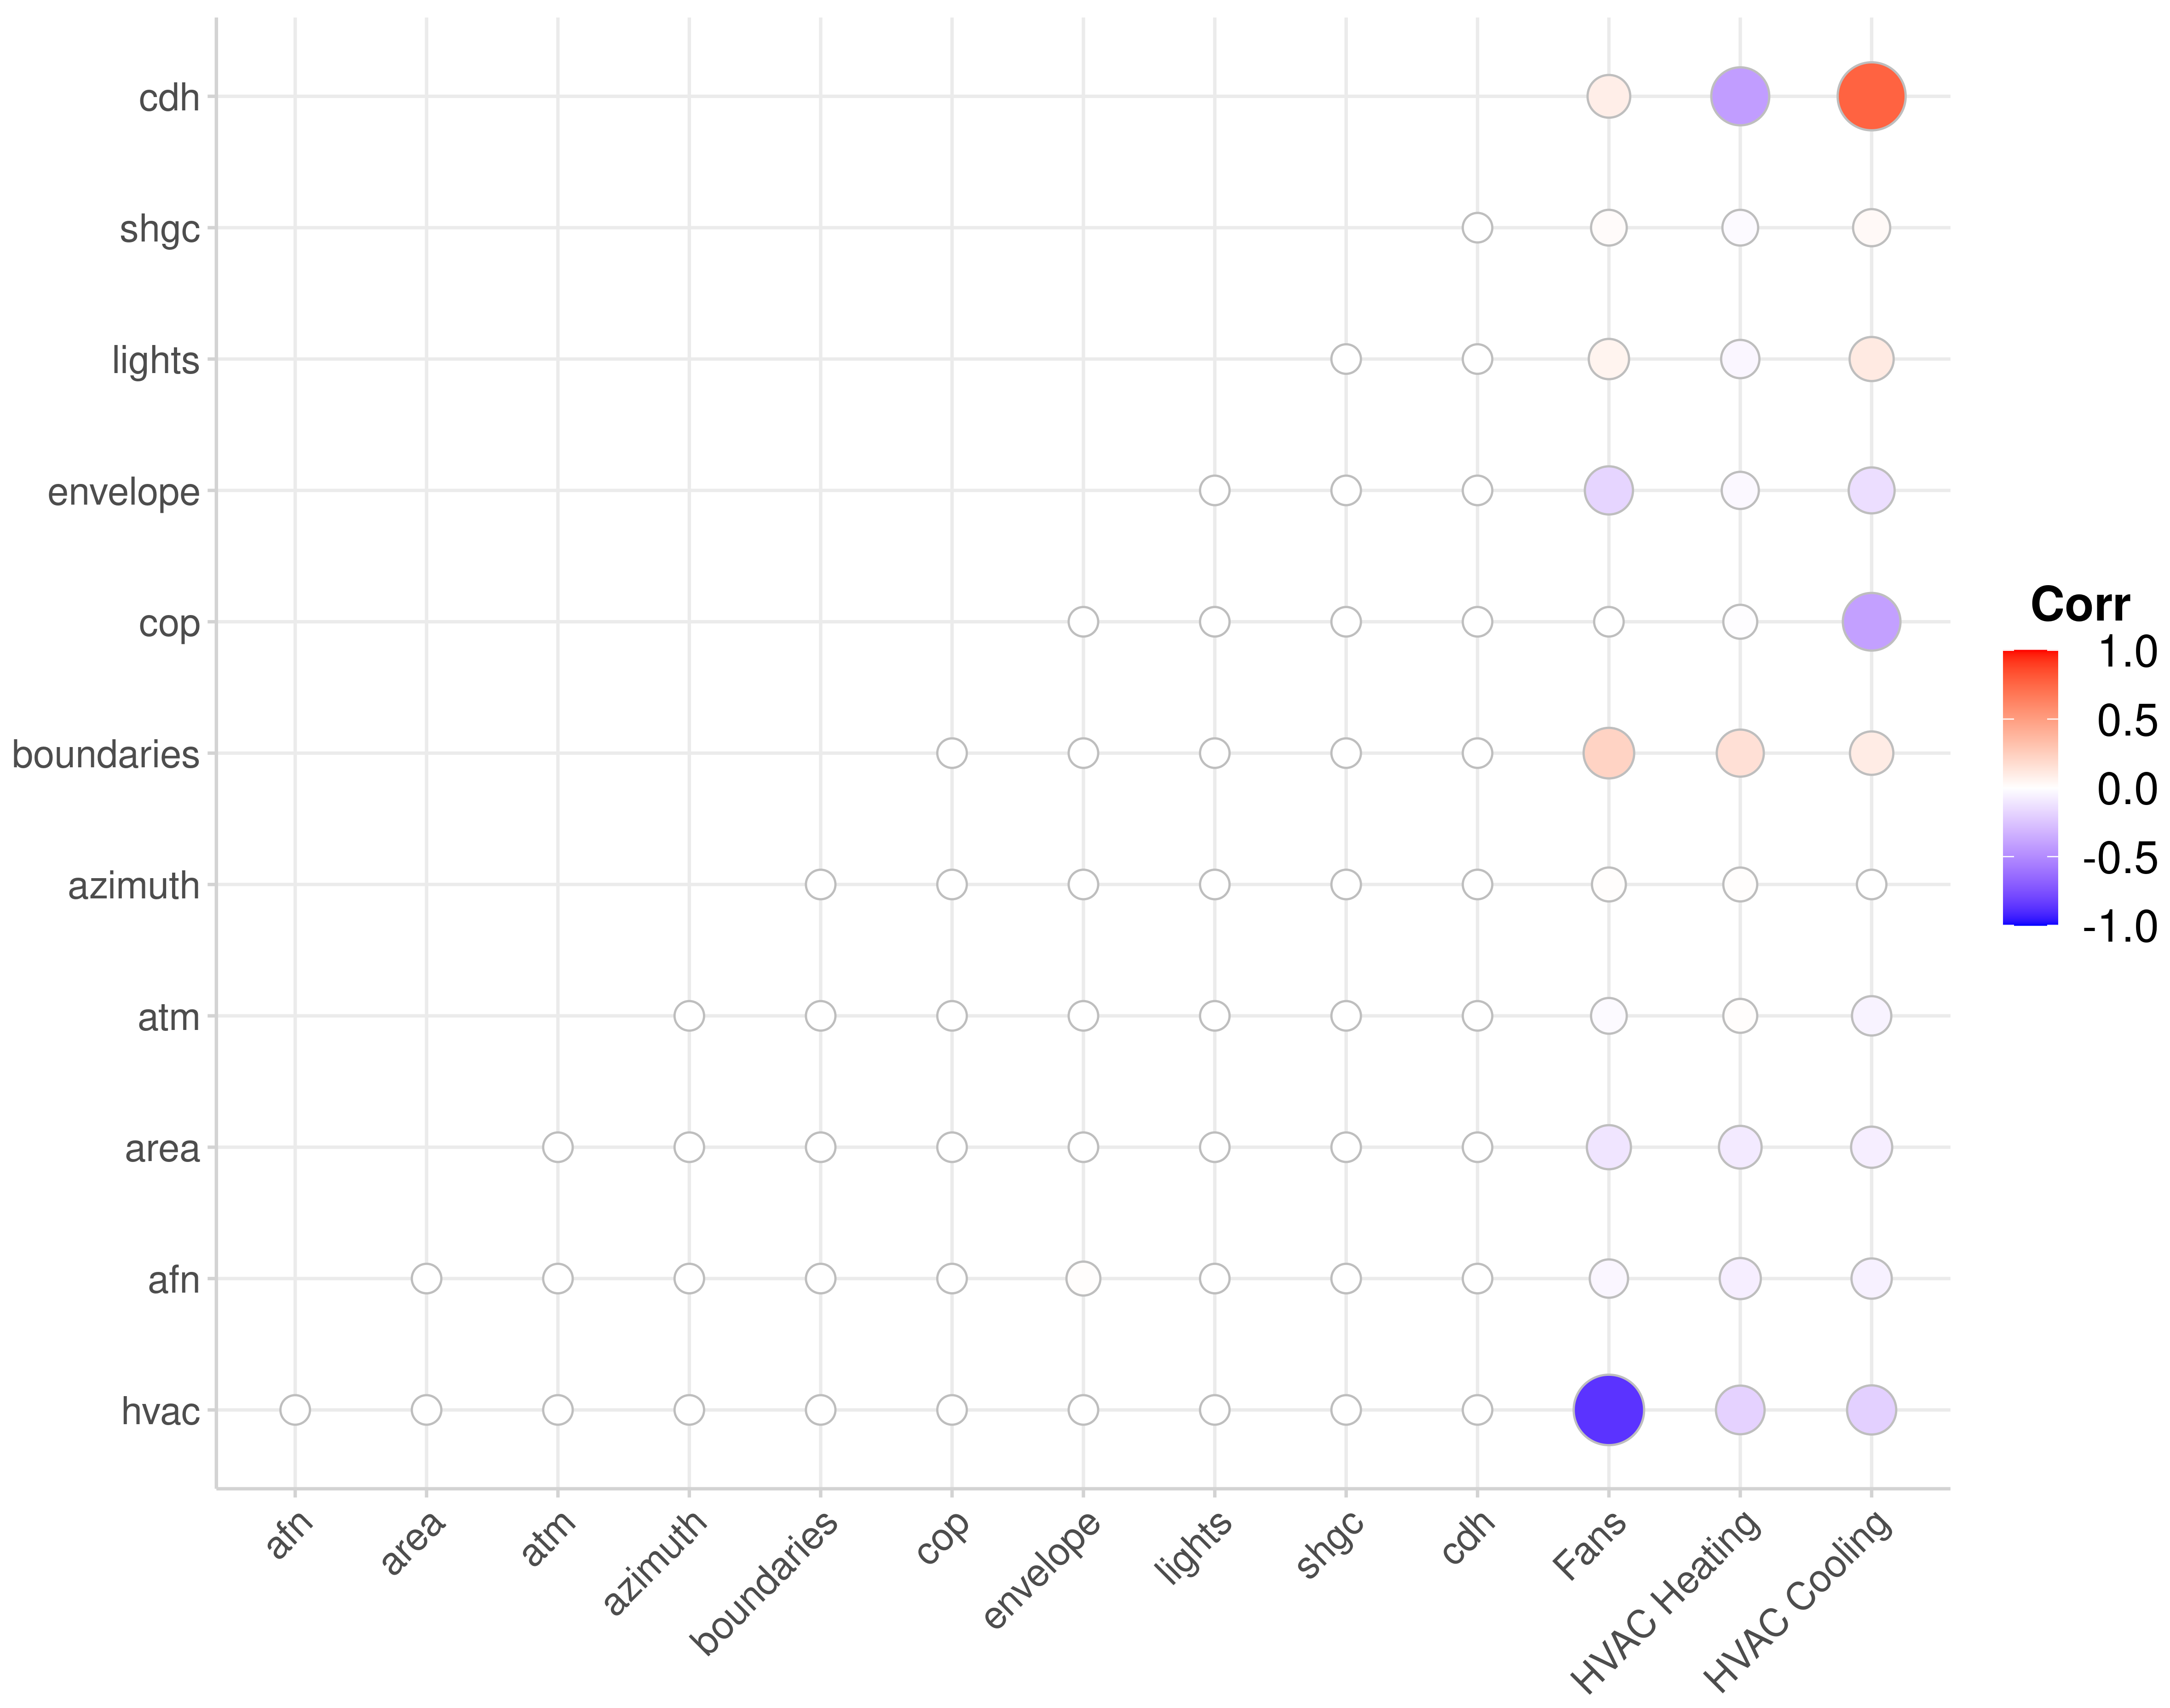 cdh
shgc
lights
envelope
cop
boundaries
azimuth
atm
area
afn
hvac
afn
area
atm
azimuth
boundaries
cop
envelope
lights
shgc
cdh
Fans
HVAC Heating
HVAC Cooling
Corr
1.0
0.5
0.0
-0.5
-1.0